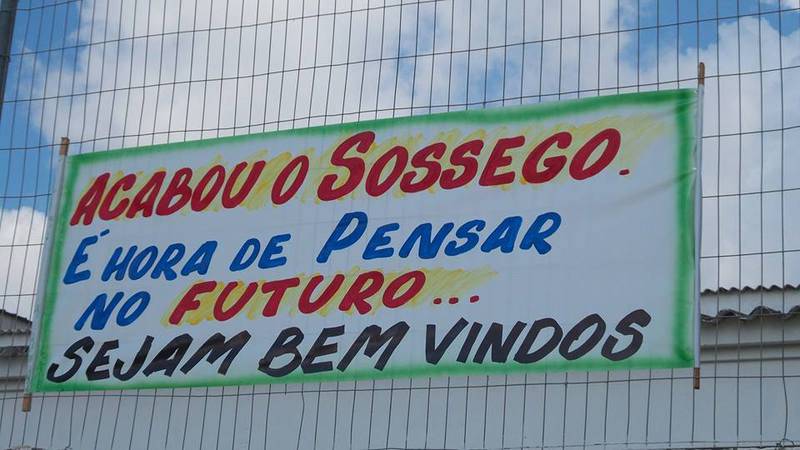 ACABOU O SOSSEGO.
É HORA DE PENSAR
NO FUTURO...
SEJAM BEM VINDOS